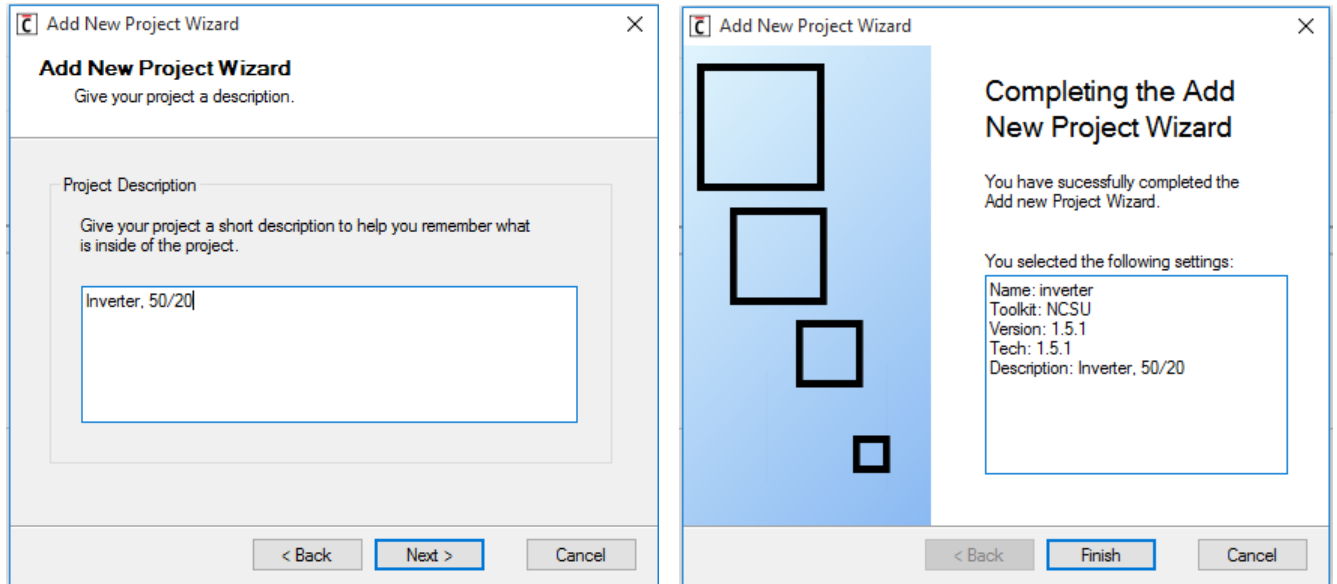 Add New Project Wizard
Add New Project Wizard
Give your project a description.
Project Description
Give your project a short description to help you remember what
is inside of the project.
Inverter, 50/20
< Back
Next >
Cancel
Add New Project Wizard
Completing the Add
New Project Wizard
You have sucessfully completed the
Add new Project Wizard.
You selected the following settings:
Name: inverter
Toolkit: NCSU
Version: 1.5.1
Tech: 1.5.1
Description: Inverter, 50/20
< Back
Finish
Cancel